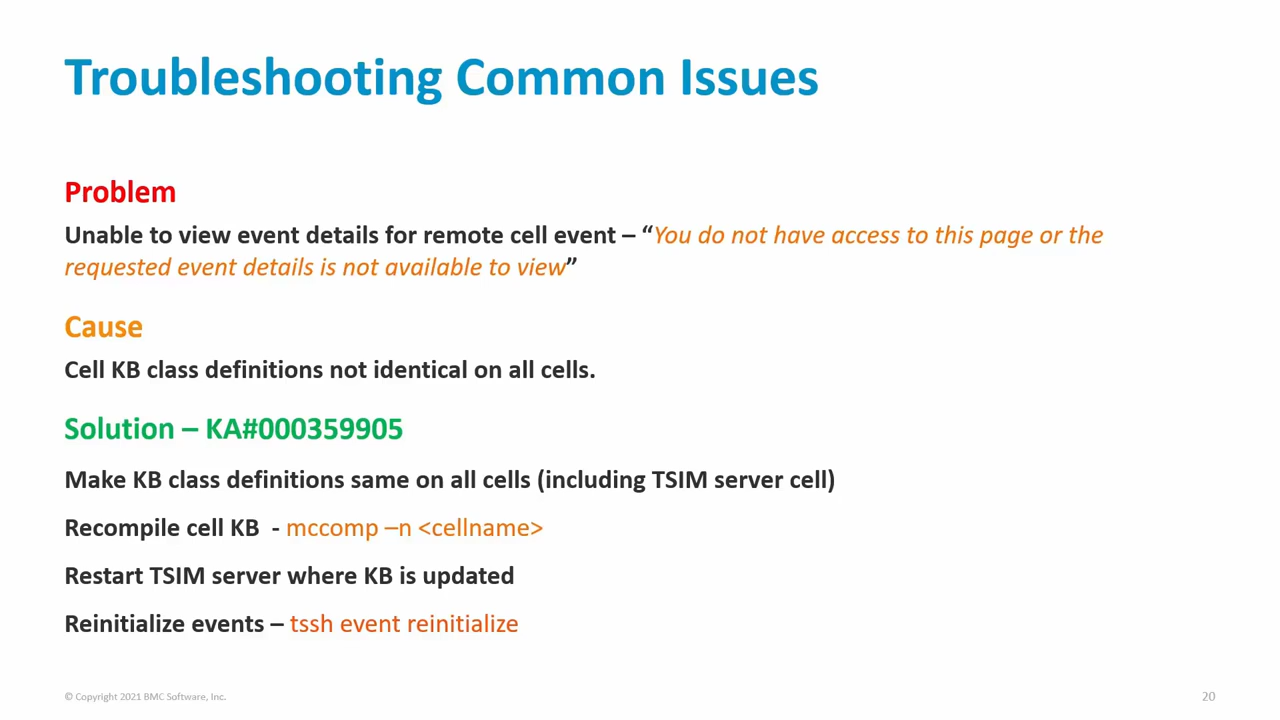 Troubleshooting Common Issues
Problem
Unable to view event details for remote cell event – “You do not have access to this page or the
requested event details is not available to view”
Cause
Cell KB class definitions not identical on all cells.
Solution – KA#000359905
Make KB class definitions same on all cells (including TSIM server cell)
Recompile cell KB - mccomp –n <cellname>
Restart TSIM server where KB is updated
Reinitialize events – tssh event reinitialize
© Copyright 2021 BMC Software, Inc.
20